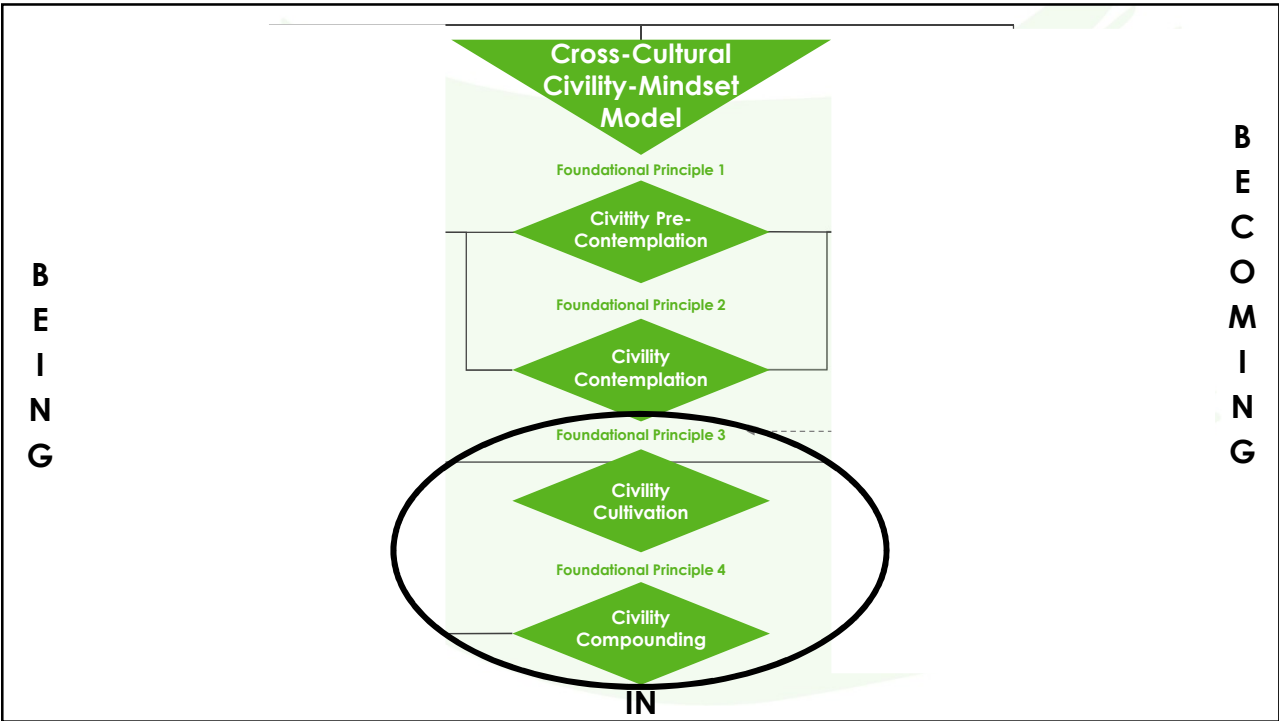 Cross-Cultural
Civility-Mindset
Model
Foundational Principle 1
Civitity Pre-
Contemplation
Foundational Principle 2
Civility
Contemplation
Foundational Principle 3
Civility
Cultivation
Foundational Principle 4
Civility
Compounding
IN
B
E
I
N
G
B
E
C
O
M
I
N
G